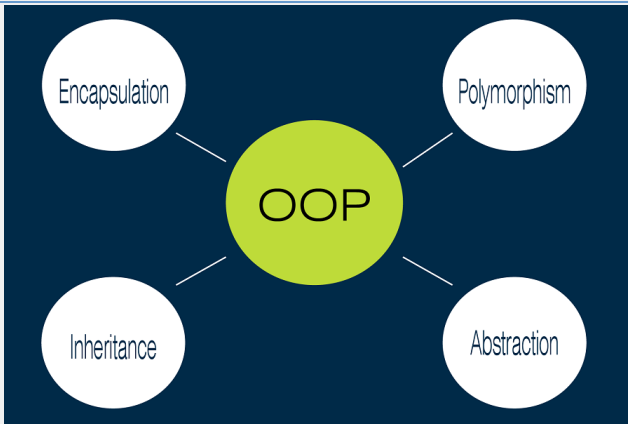 Encapsulation
Polymorphism
OOP
Inheritance
Abstraction